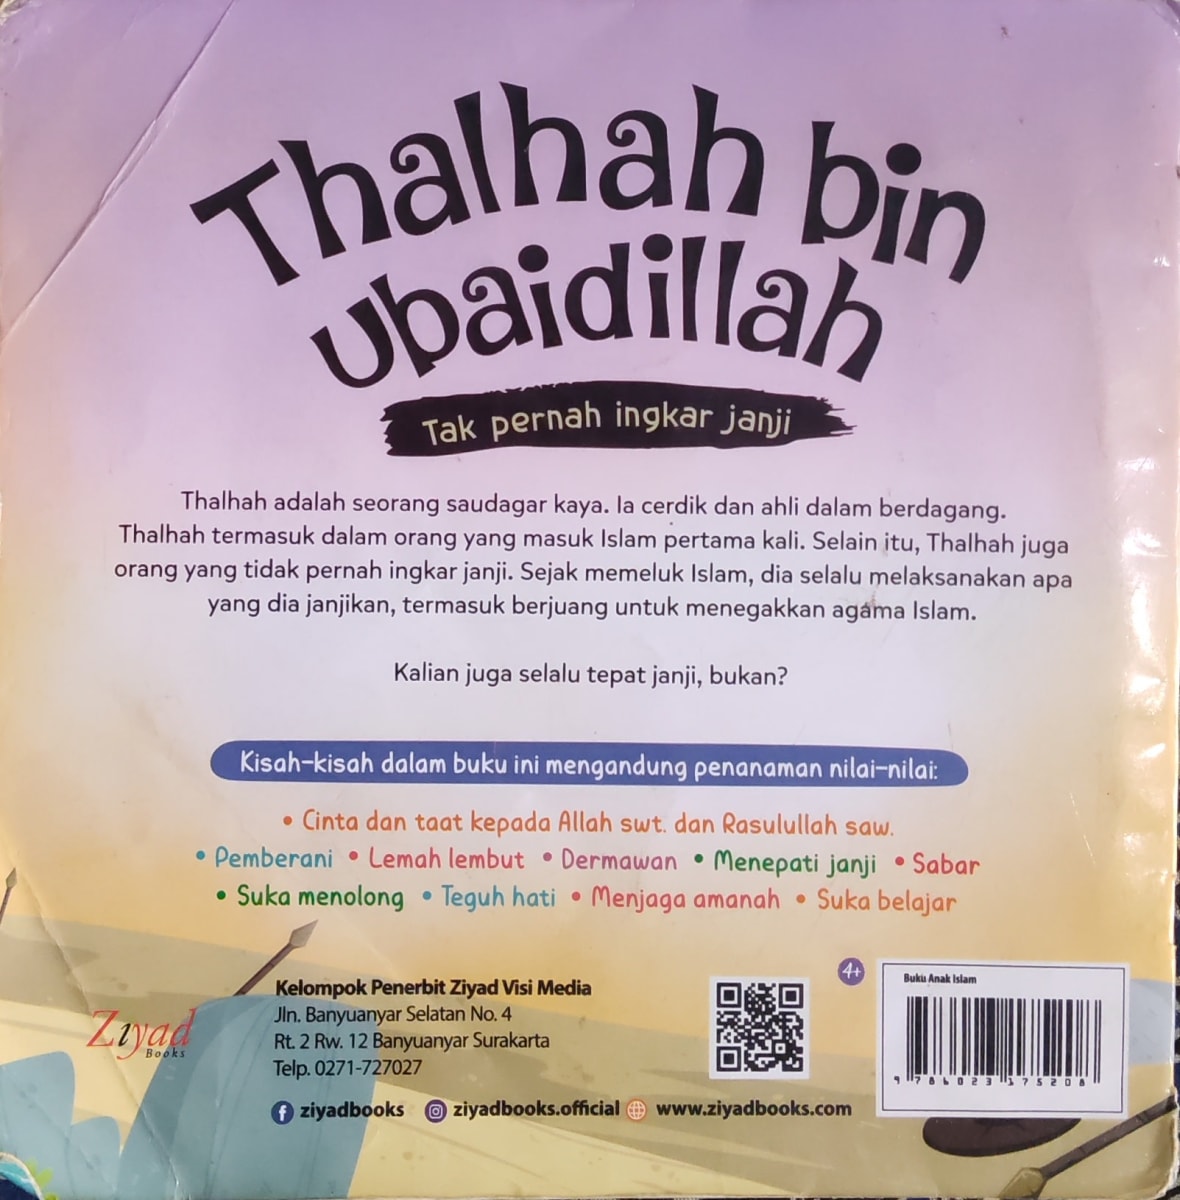 Thalhah bin
ubaidillah
Tak pernah ingkar janji
Thalhah adalah seorang saudagar kaya. Ia cerdik dan ahli dalam berdagang.
Thalhah termasuk dalam orang yang masuk Islam pertama kali. Selain itu, Thalhah juga
orang yang tidak pernah ingkar janji. Sejak memeluk Islam, dia selalu melaksanakan apa
yang dia janjikan, termasuk berjuang untuk menegakkan agama Islam.
Kalian juga selalu tepat janji, bukan?
Kisah-kisah dalam buku ini mengandung penanaman nilai-nilai:
• Cinta dan taat kepada Allah swt. dan Rasulullah saw.
• Pemberani • Lemah lembut • Dermawan • Menepati janji • Sabar
• Suka menolong • Teguh hati • Menjaga amanah • Suka belajar
Ziyad
Books
Kelompok Penerbit Ziyad Visi Media
Jln. Banyuanyar Selatan No. 4
Rt. 2 Rw. 12 Banyuanyar Surakarta
Telp. 0271-727027
ziyadbooks ziyadbooks.official www.ziyadbooks.com
4+
Buku Anak Islam
9 786023 175208